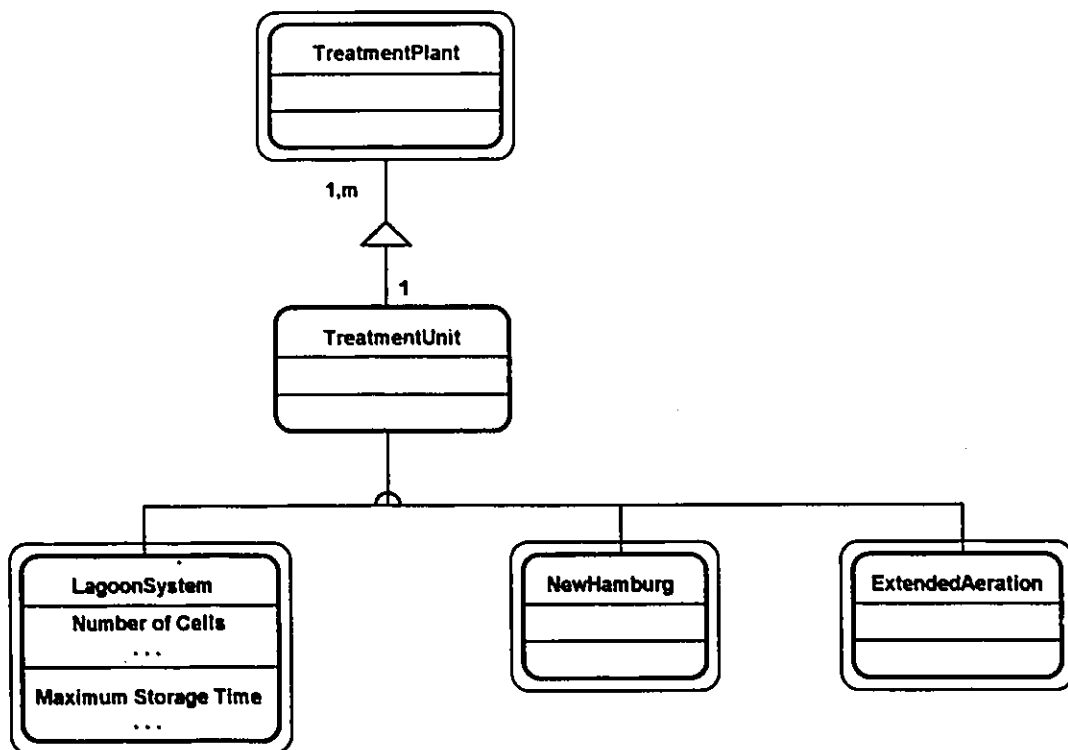 TreatmentPlant
1,m
1
TreatmentUnit
LagoonSystem
Number of Cells
. . .
Maximum Storage Time
. . .
NewHamburg
ExtendedAeration